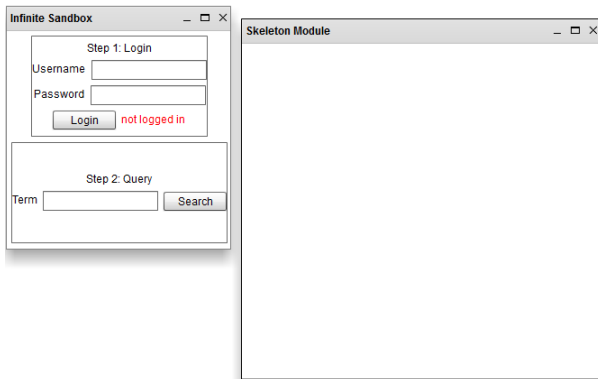 Infinite Sandbox
Step 1: Login
Username
Password
Login not logged in
Step 2: Query
Term Search
Skeleton Module